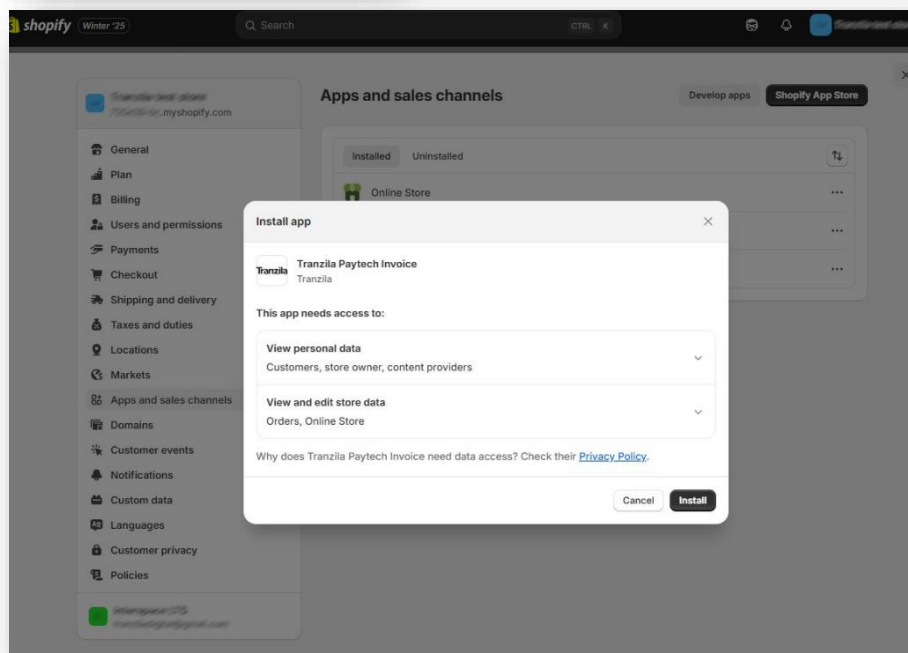 shopify
Winter '25
Search
CTRL K
.myshopify.com
General
Plan
Billing
Users and permissions
Payments
Checkout
Shipping and delivery
Taxes and duties
Locations
Markets
Apps and sales channels
Domains
Customer events
Notifications
Custom data
Languages
Customer privacy
Policies
Apps and sales channels
Develop apps
Shopify App Store
Installed
Uninstalled
Online Store
Install app
Tranzila
Tranzila Paytech Invoice
Tranzila
This app needs access to:
View personal data
Customers, store owner, content providers
View and edit store data
Orders, Online Store
Why does Tranzila Paytech Invoice need data access? Check their Privacy Policy.
Cancel
Install